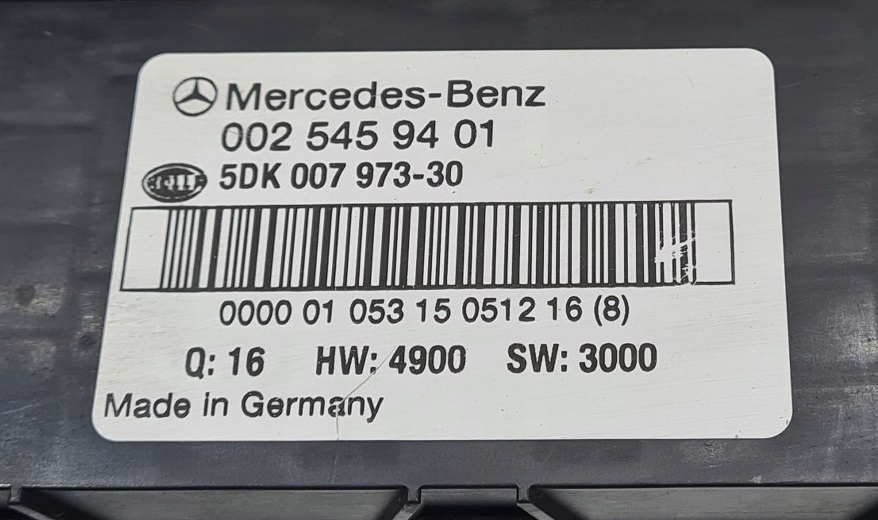 Mercedes-Benz
002 545 94 01
HELLA 5DK 007 973-30
0000 01 053 15 0512 16 (8)
Q: 16 HW: 4900 SW: 3000
Made in Germany